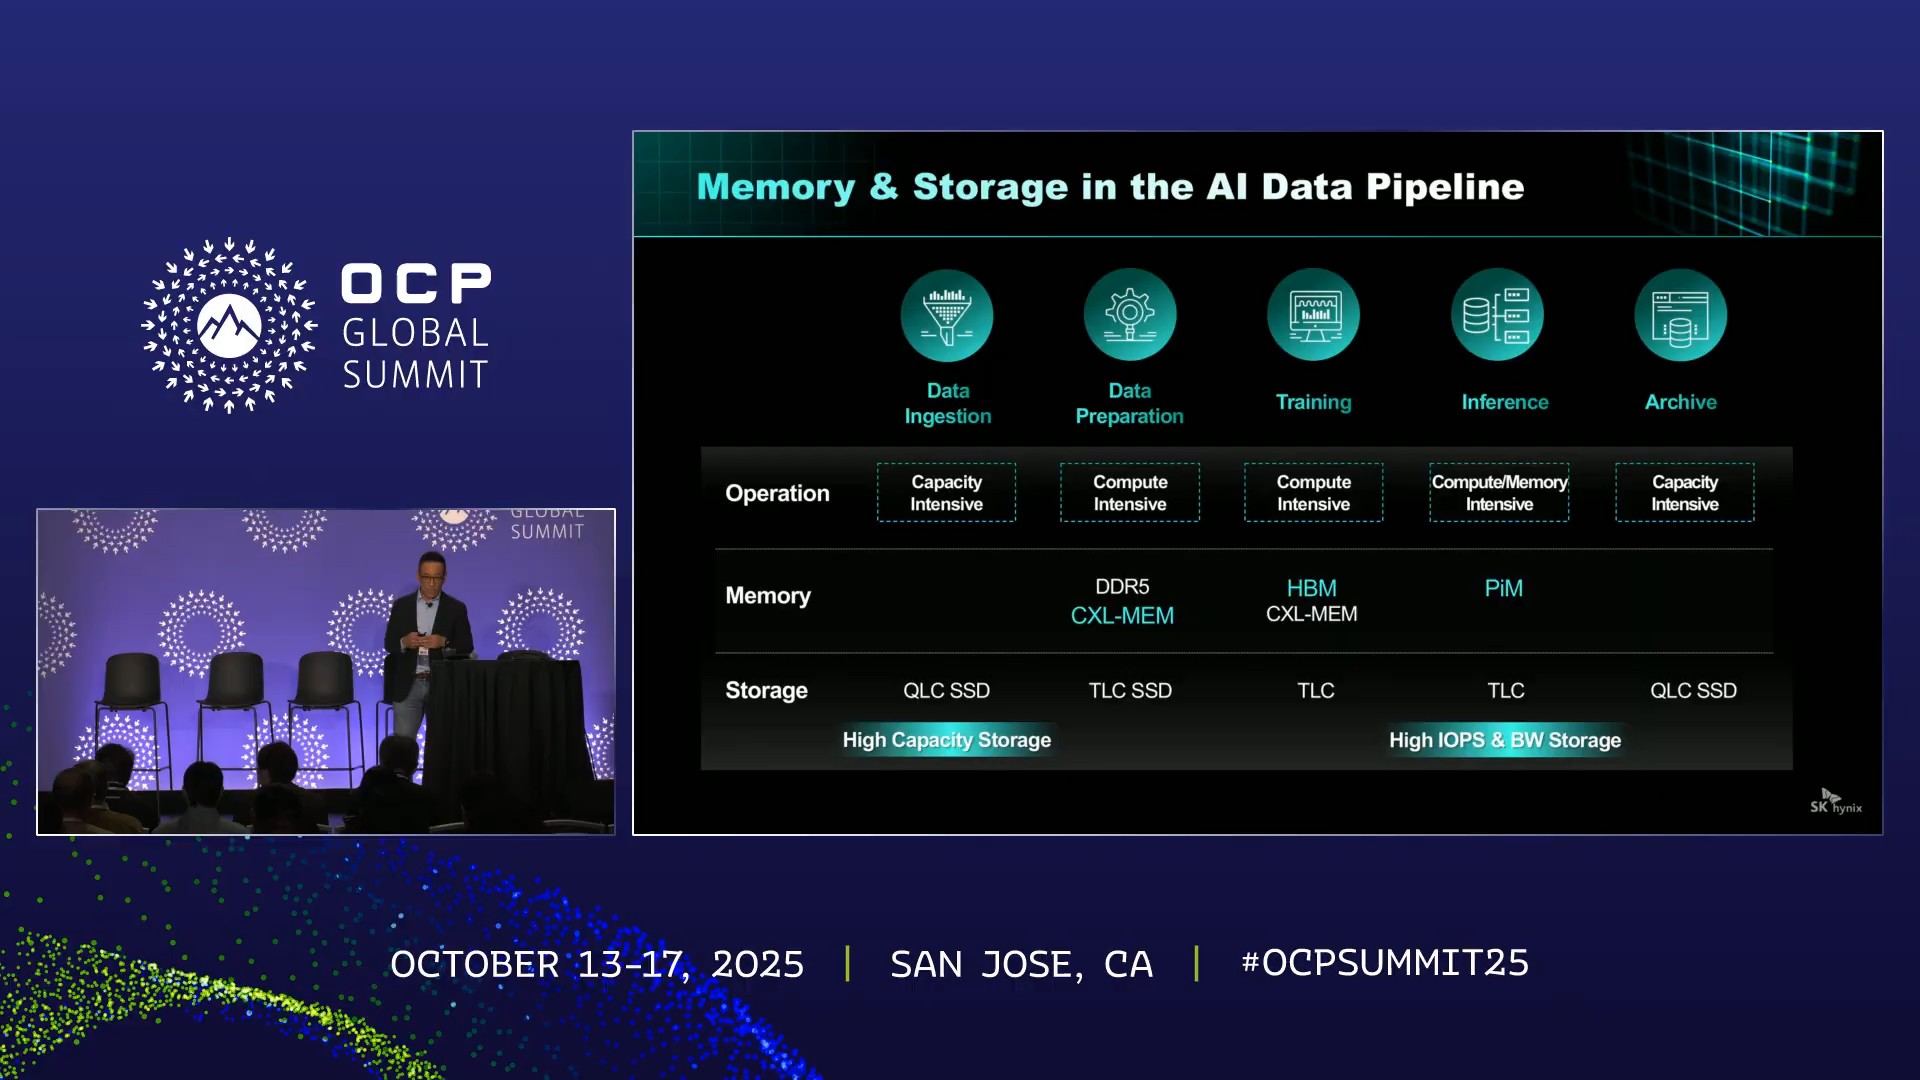 OCP
GLOBAL
SUMMIT
GLOBAL
SUMMIT
Memory & Storage in the AI Data Pipeline
Data
Ingestion
Data
Preparation
Training
Inference
Archive
Operation
Capacity
Intensive
Compute
Intensive
Compute
Intensive
Compute/Memory
Intensive
Capacity
Intensive
Memory
DDR5
CXL-MEM
HBM
CXL-MEM
PiM
Storage
QLC SSD
TLC SSD
TLC
TLC
QLC SSD
High Capacity Storage
High IOPS & BW Storage
SK hynix
OCTOBER 13-17, 2025 | SAN JOSE, CA | #OCPSUMMIT25